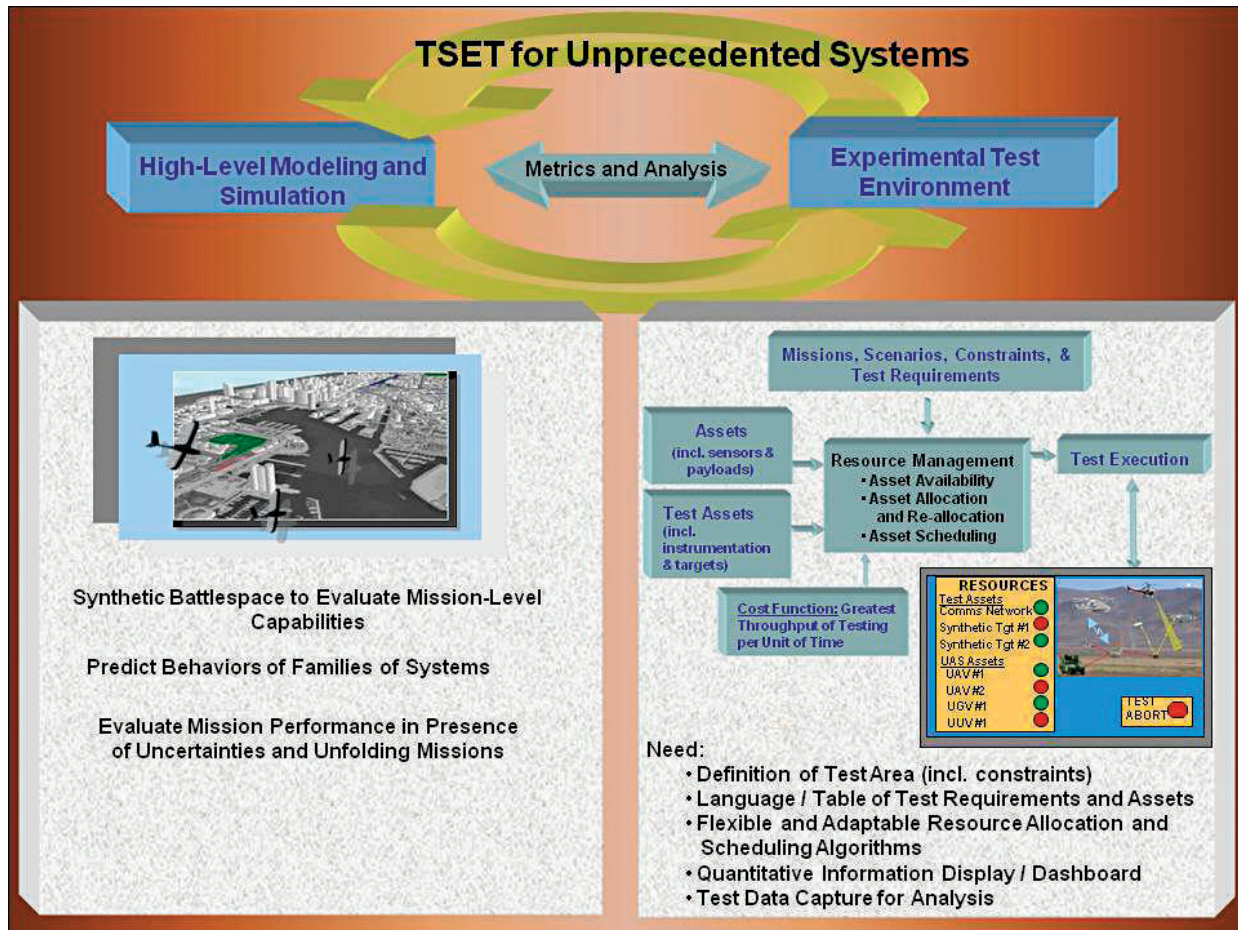 TSET for Unprecedented Systems
High-Level Modeling and
Simulation
Metrics and Analysis
Experimental Test
Environment
Synthetic Battlespace to Evaluate Mission-Level
Capabilities
Predict Behaviors of Families of Systems
Evaluate Mission Performance in Presence
of Uncertainties and Unfolding Missions
Missions, Scenarios, Constraints, &
Test Requirements
Assets
(incl. sensors &
payloads)
Test Assets
(incl.
instrumentation
& targets)
Resource Management
• Asset Availability
• Asset Allocation
and Re-allocation
• Asset Scheduling
Test Execution
Cost Function: Greatest
Throughput of Testing
per Unit of Time
RESOURCES
Test Assets
Comms Network
Synthetic Tgt #1
Synthetic Tgt #2
UAS Assets
UAV #1
UAV #2
UGV #1
UUV #1
TEST
ABORT
Need:
• Definition of Test Area (incl. constraints)
• Language / Table of Test Requirements and Assets
• Flexible and Adaptable Resource Allocation and
Scheduling Algorithms
• Quantitative Information Display / Dashboard
• Test Data Capture for Analysis